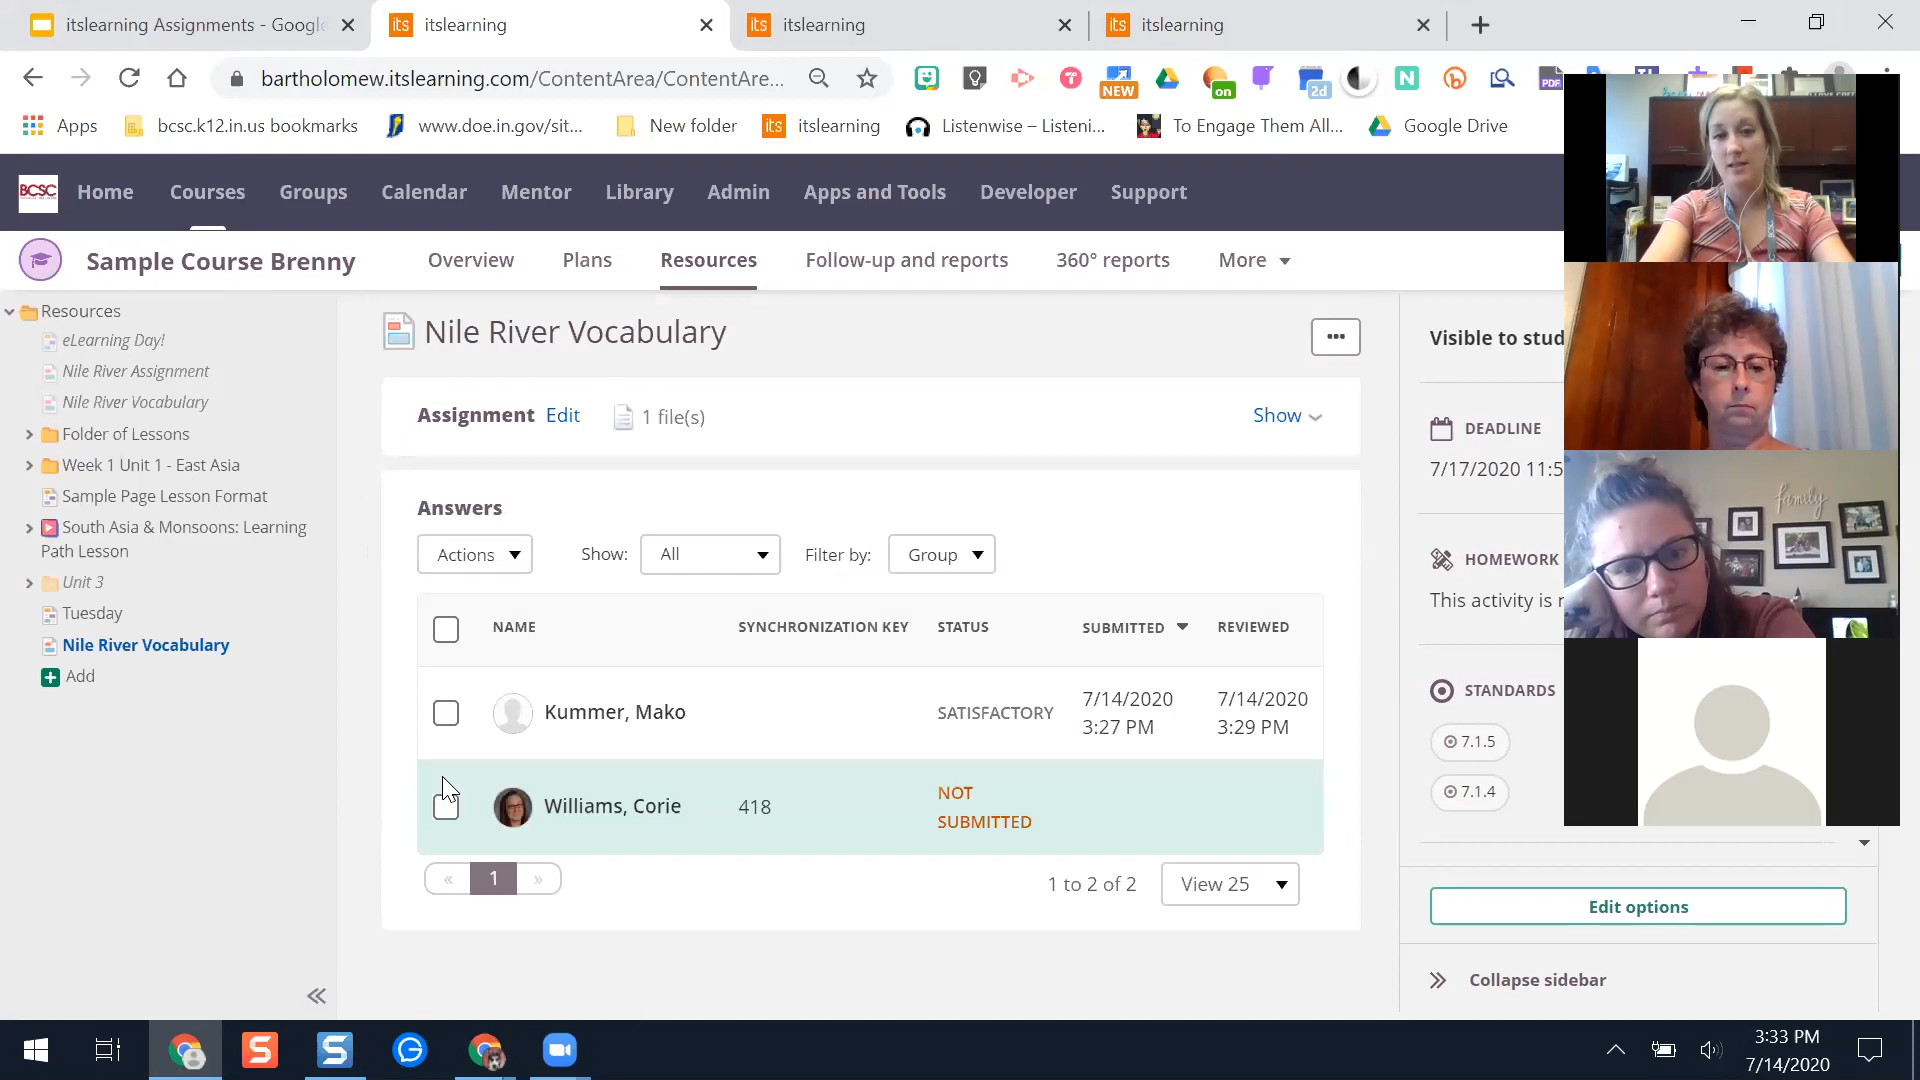 itslearning Assignments - Google
itslearning
itslearning
itslearning
bartholomew.itslearning.com/ContentArea/ContentAre...
NEW
on
2d
N
PDF
Apps
bcsc.k12.in.us bookmarks
www.doe.in.gov/sit...
New folder
its
itslearning
Listenwise – Listeni...
To Engage Them All...
Google Drive
BCSC
Home
Courses
Groups
Calendar
Mentor
Library
Admin
Apps and Tools
Developer
Support
Sample Course Brenny
Overview
Plans
Resources
Follow-up and reports
360° reports
More
Resources
eLearning Day!
Nile River Assignment
Nile River Vocabulary
Folder of Lessons
Week 1 Unit 1 - East Asia
Sample Page Lesson Format
South Asia & Monsoons: Learning
Path Lesson
Unit 3
Tuesday
Nile River Vocabulary
Add
Nile River Vocabulary
Assignment Edit 1 file(s) Show
Answers
Actions Show: All Filter by: Group
NAME SYNCHRONIZATION KEY STATUS SUBMITTED REVIEWED
Kummer, Mako SATISFACTORY 7/14/2020 3:27 PM 7/14/2020 3:29 PM
Williams, Corie 418 NOT SUBMITTED
« 1 » 1 to 2 of 2 View 25
Visible to stud
DEADLINE
7/17/2020 11:5
HOMEWORK
This activity is
STANDARDS
7.1.5
7.1.4
Edit options
Collapse sidebar
family
3:33 PM
7/14/2020